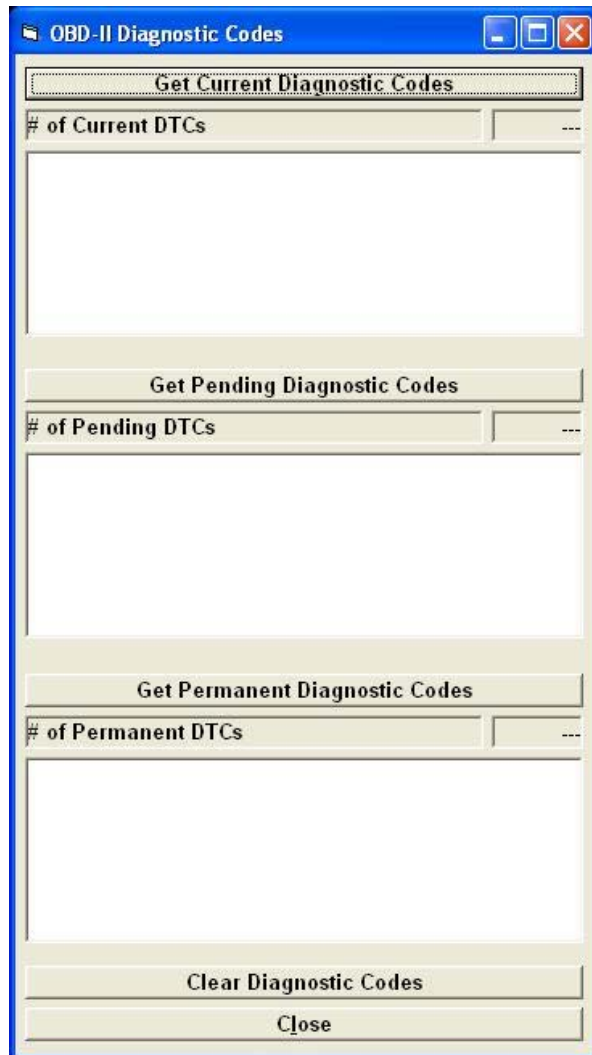 OBD-II Diagnostic Codes
Get Current Diagnostic Codes
# of Current DTCs ---
Get Pending Diagnostic Codes
# of Pending DTCs ---
Get Permanent Diagnostic Codes
# of Permanent DTCs ---
Clear Diagnostic Codes
Close